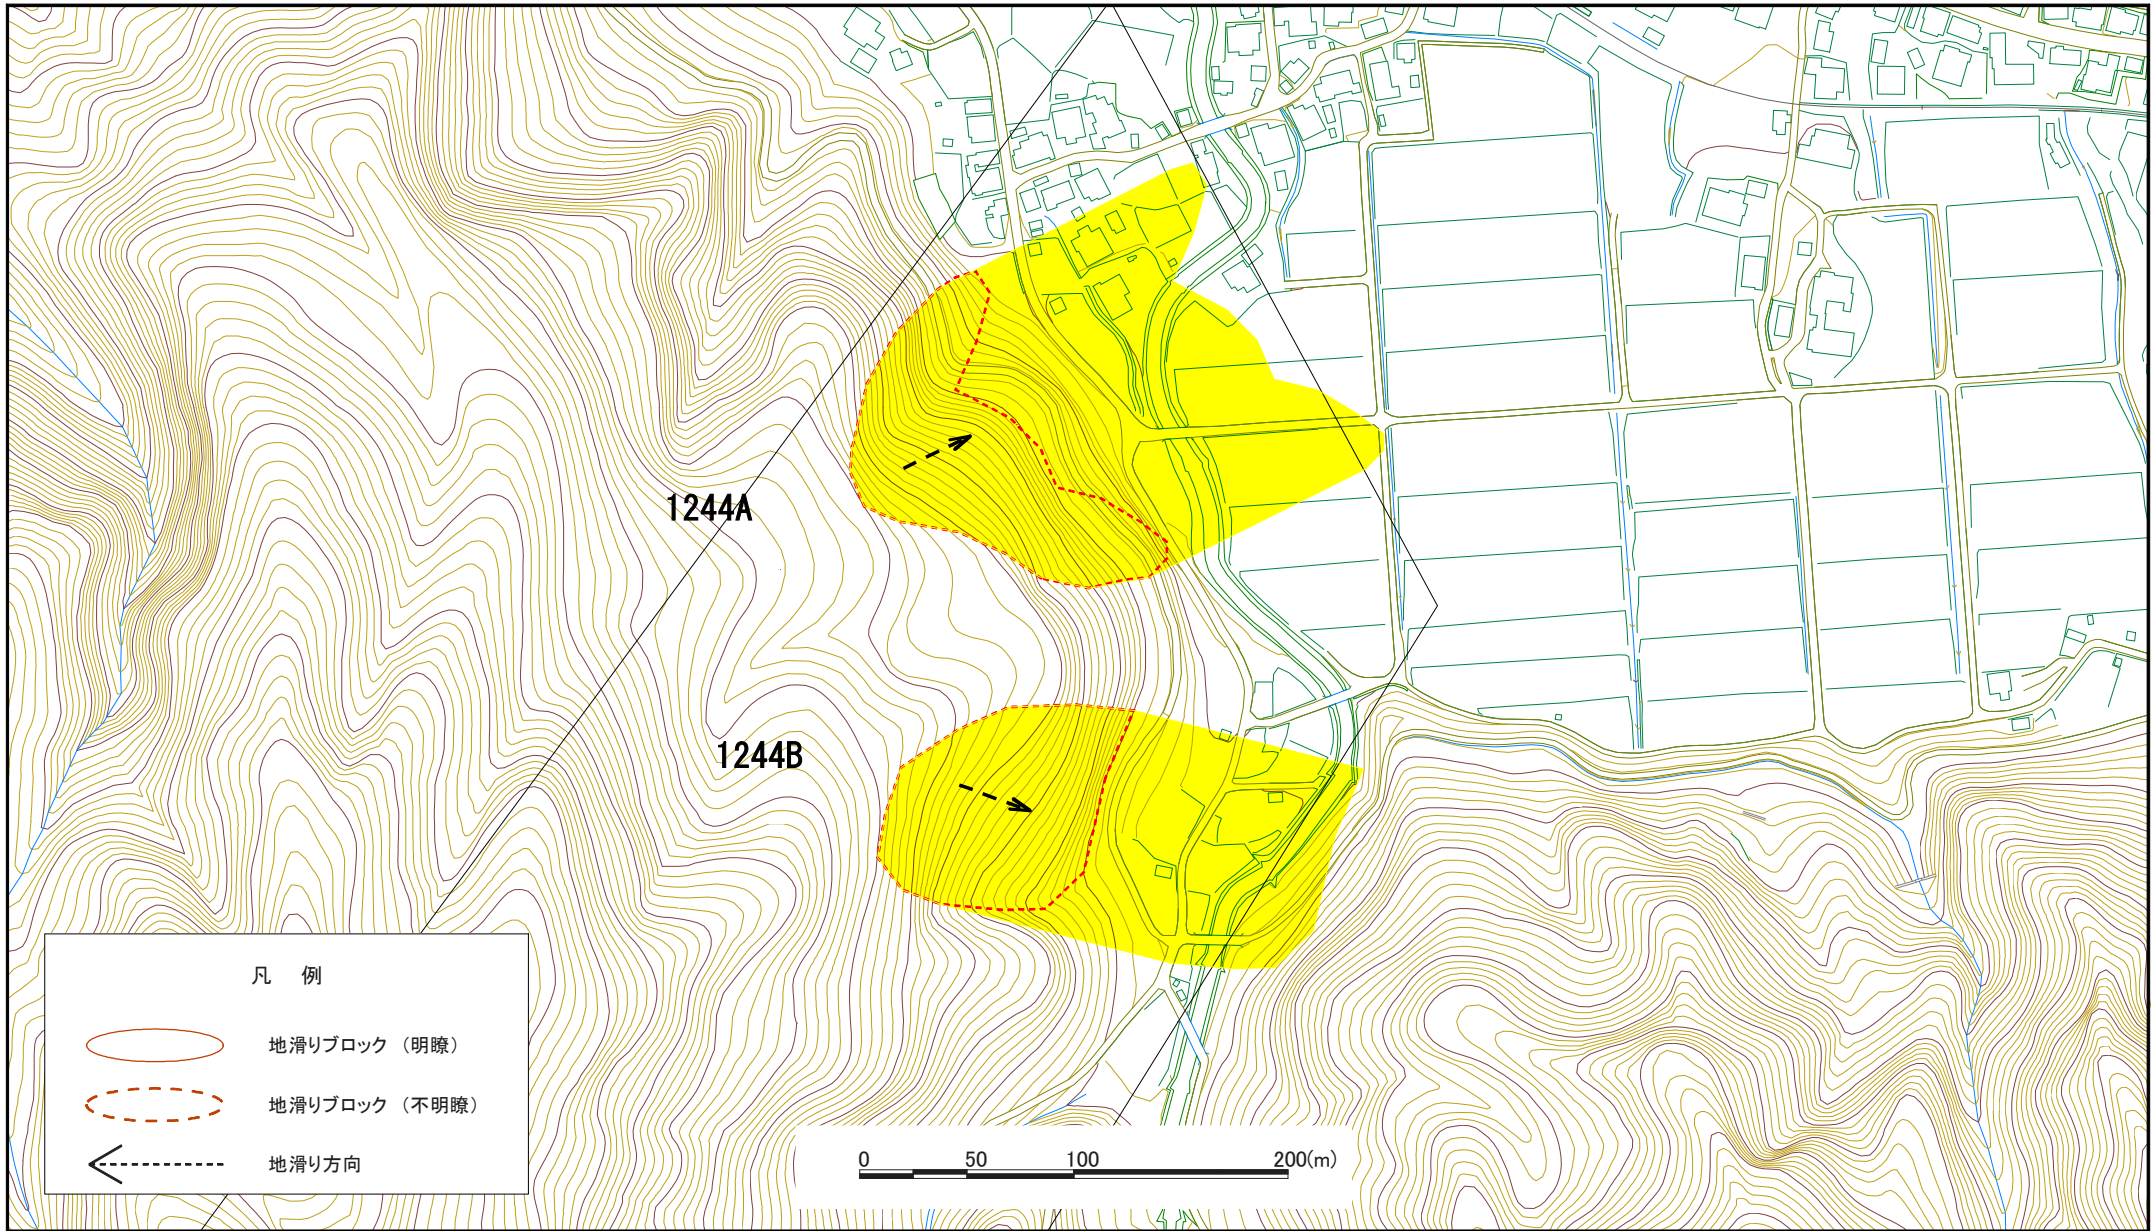 1244A
1244B
凡 例
地滑りブロック (明瞭)
地滑りブロック (不明瞭)
地滑り方向
0 50 100 200(m)